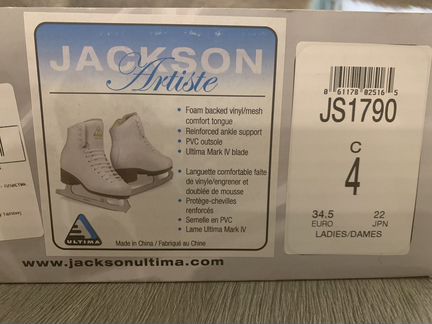 JACKSON
Artiste
• Foam backed vinyl/mesh
comfort tongue
• Reinforced ankle support
• PVC outsole
• Ultima Mark IV blade
• Languette comfortable faite
de vinyle/engrener et
doublée de mousse
• Protège-chevilles
renforcés
• Semelle en PVC
• Lame Ultima Mark IV
ULTIMA
Made in China / Fabriqué au Chine
www.jacksonultima.com
8 61178 82516 5
JS1790
C
4
34.5 22
EURO JPN
LADIES/DAMES